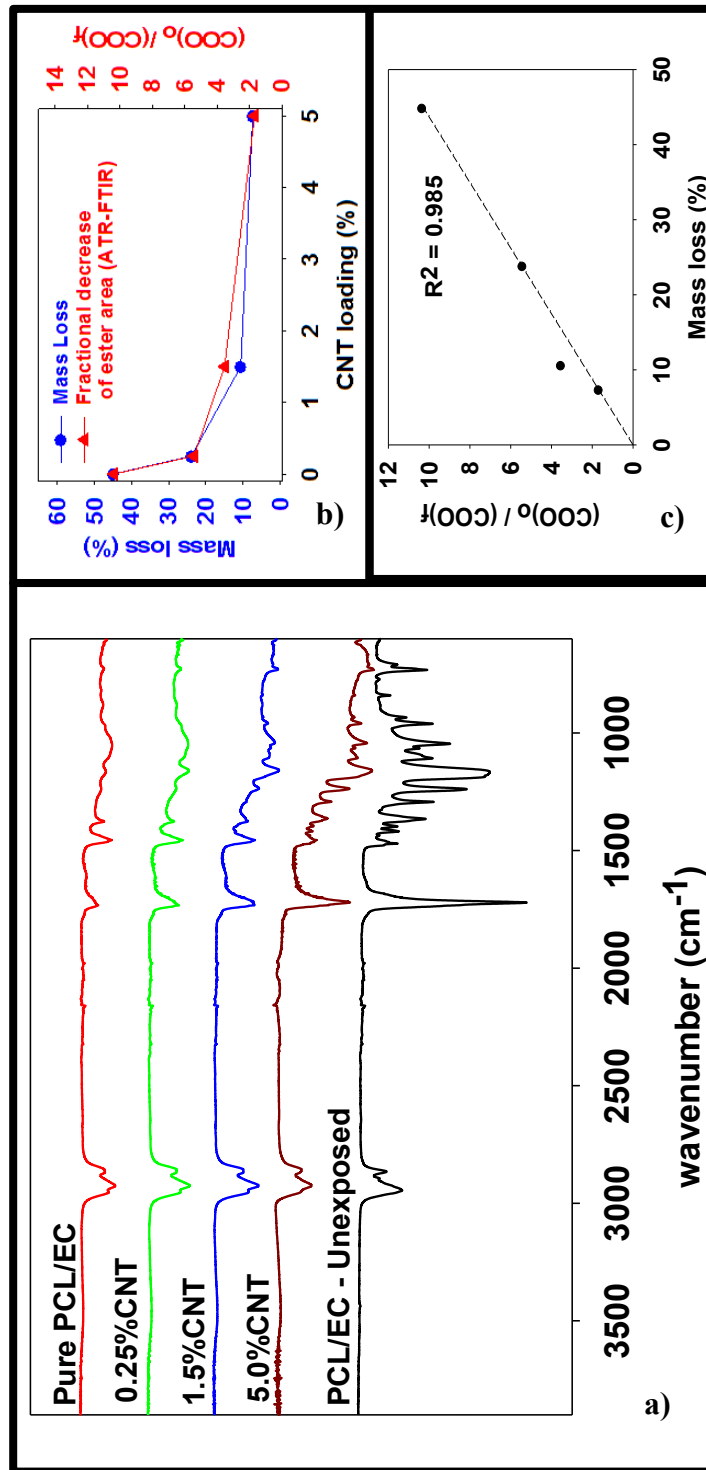 Pure PCL/EC
0.25%CNT
1.5%CNT
5.0%CNT
PCL/EC - Unexposed
3500 3000 2500 2000 1500 1000
wavenumber (cm⁻¹)
a)
Mass Loss
Fractional decrease
of ester area (ATR-FTIR)
60
50
40
30
20
10
0
Mass loss (%)
14
12
10
8
6
4
2
0
(COO)o / (COO)f
0 1 2 3 4 5
CNT loading (%)
b)
R² = 0.985
12
10
8
6
4
2
0
(COO)o / (COO)f
0 10 20 30 40 50
Mass loss (%)
c)